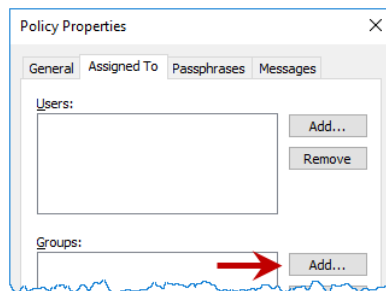 Policy Properties
General Assigned To Passphrases Messages
Users:
Add...
Remove
Groups:
Add...